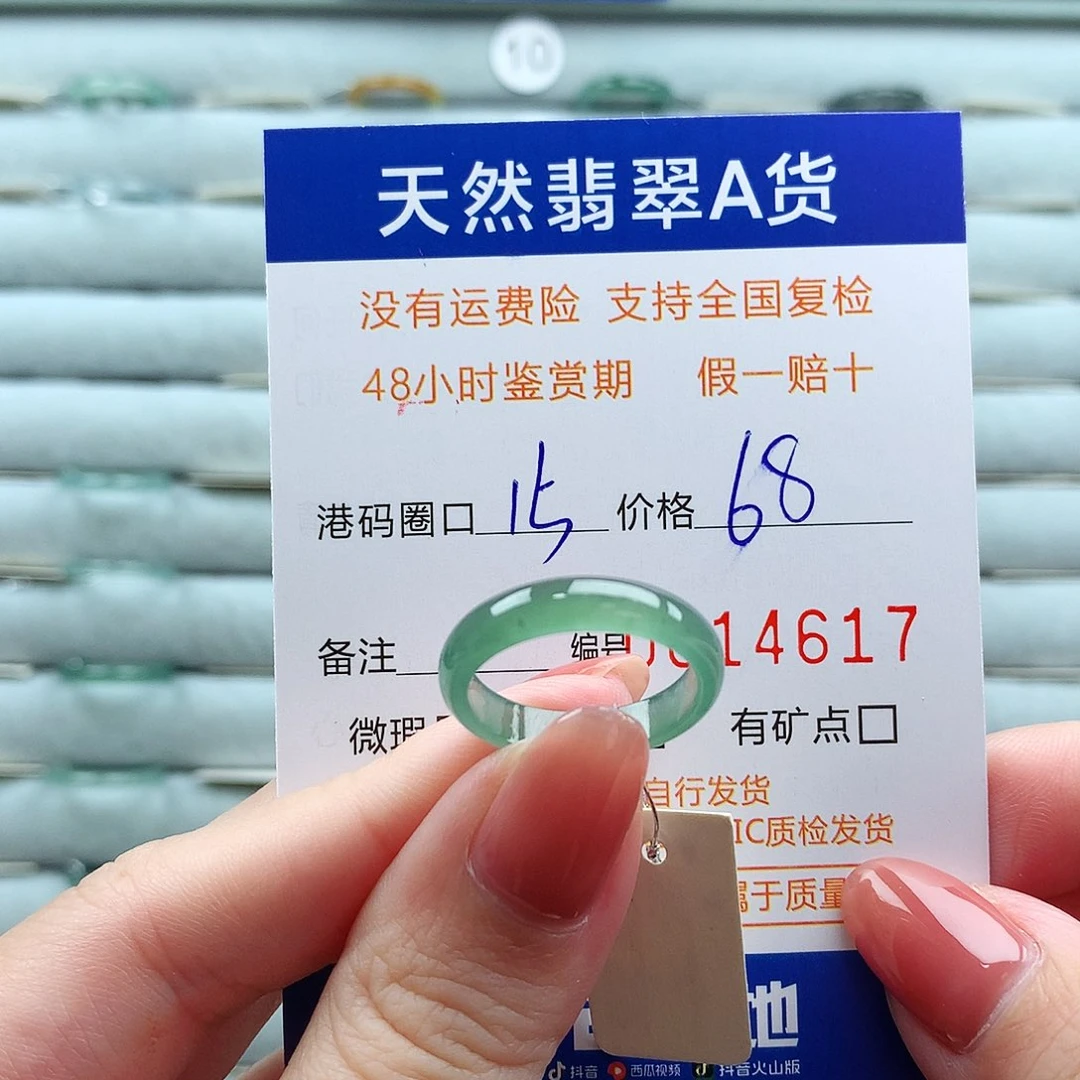 10
天然翡翠A货
没有运费险 支持全国复检
48小时鉴赏期 假一赔十
港码圈口 15 价格 68
备注 编号 14617
微瑕 有矿点□
自行发货
IC质检发货
于质量
地
抖音 西瓜视频 抖音火山版